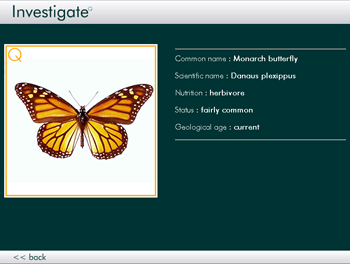 Investigate
Q
Common name : Monarch butterfly
Scientific name : Danaus plexippus
Nutrition : herbivore
Status : fairly common
Geological age : current
<< back